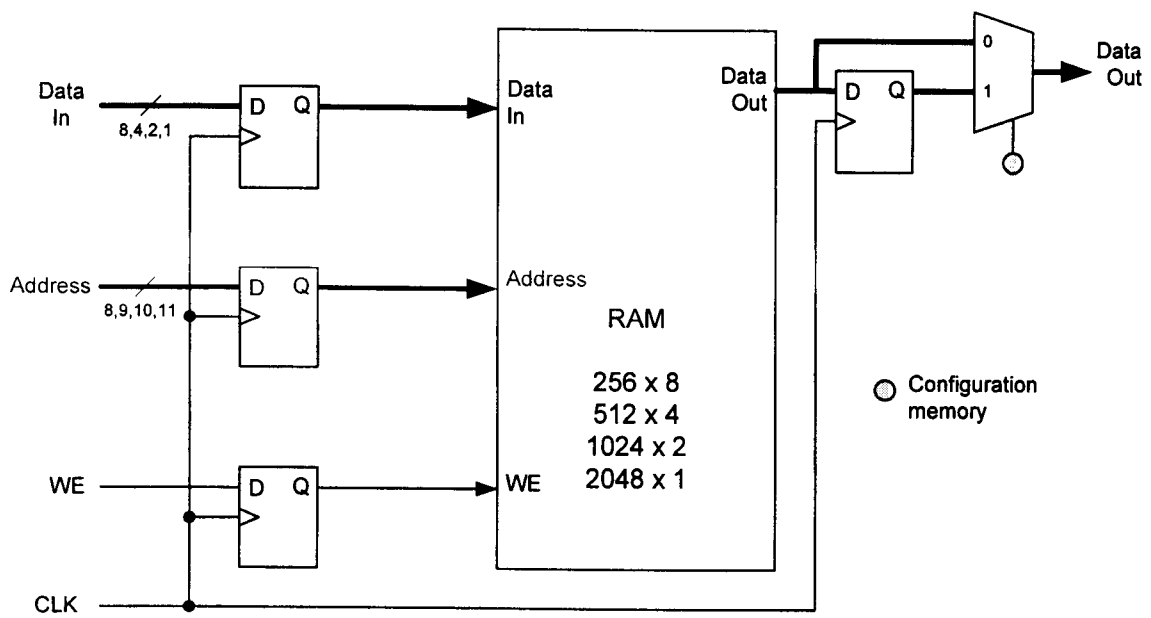 Data In
8,4,2,1
D Q
Data In
Data Out
D Q
0
1
Data Out
Address
8,9,10,11
D Q
Address
RAM
256 x 8
512 x 4
1024 x 2
2048 x 1
Configuration memory
WE
D Q
WE
CLK